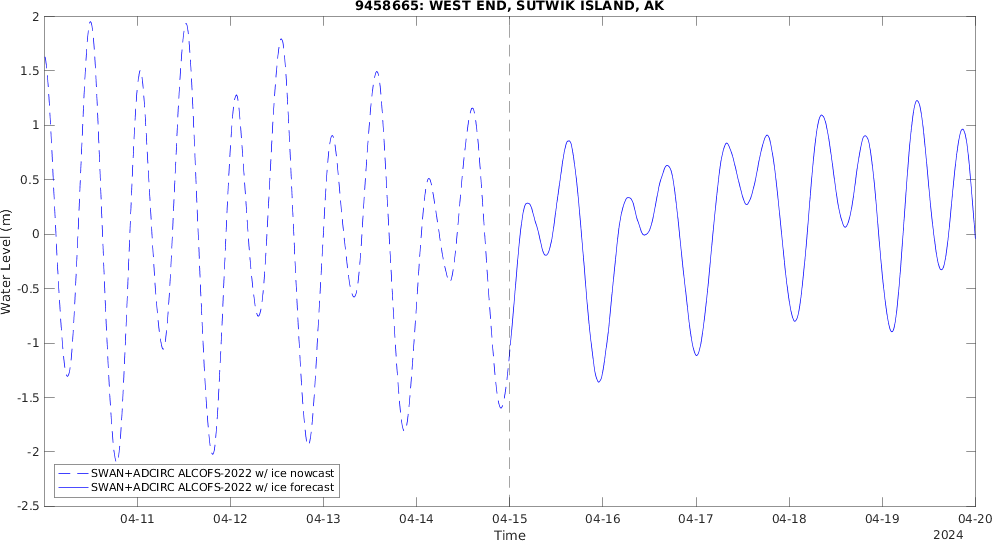 9458665: WEST END, SUTWIK ISLAND, AK
2
1.5
1
0.5
0
-0.5
-1
-1.5
-2
-2.5
Water Level (m)
SWAN+ADCIRC ALCOFS-2022 w/ ice nowcast
SWAN+ADCIRC ALCOFS-2022 w/ ice forecast
04-11 04-12 04-13 04-14 04-15 04-16 04-17 04-18 04-19 04-20
Time
2024